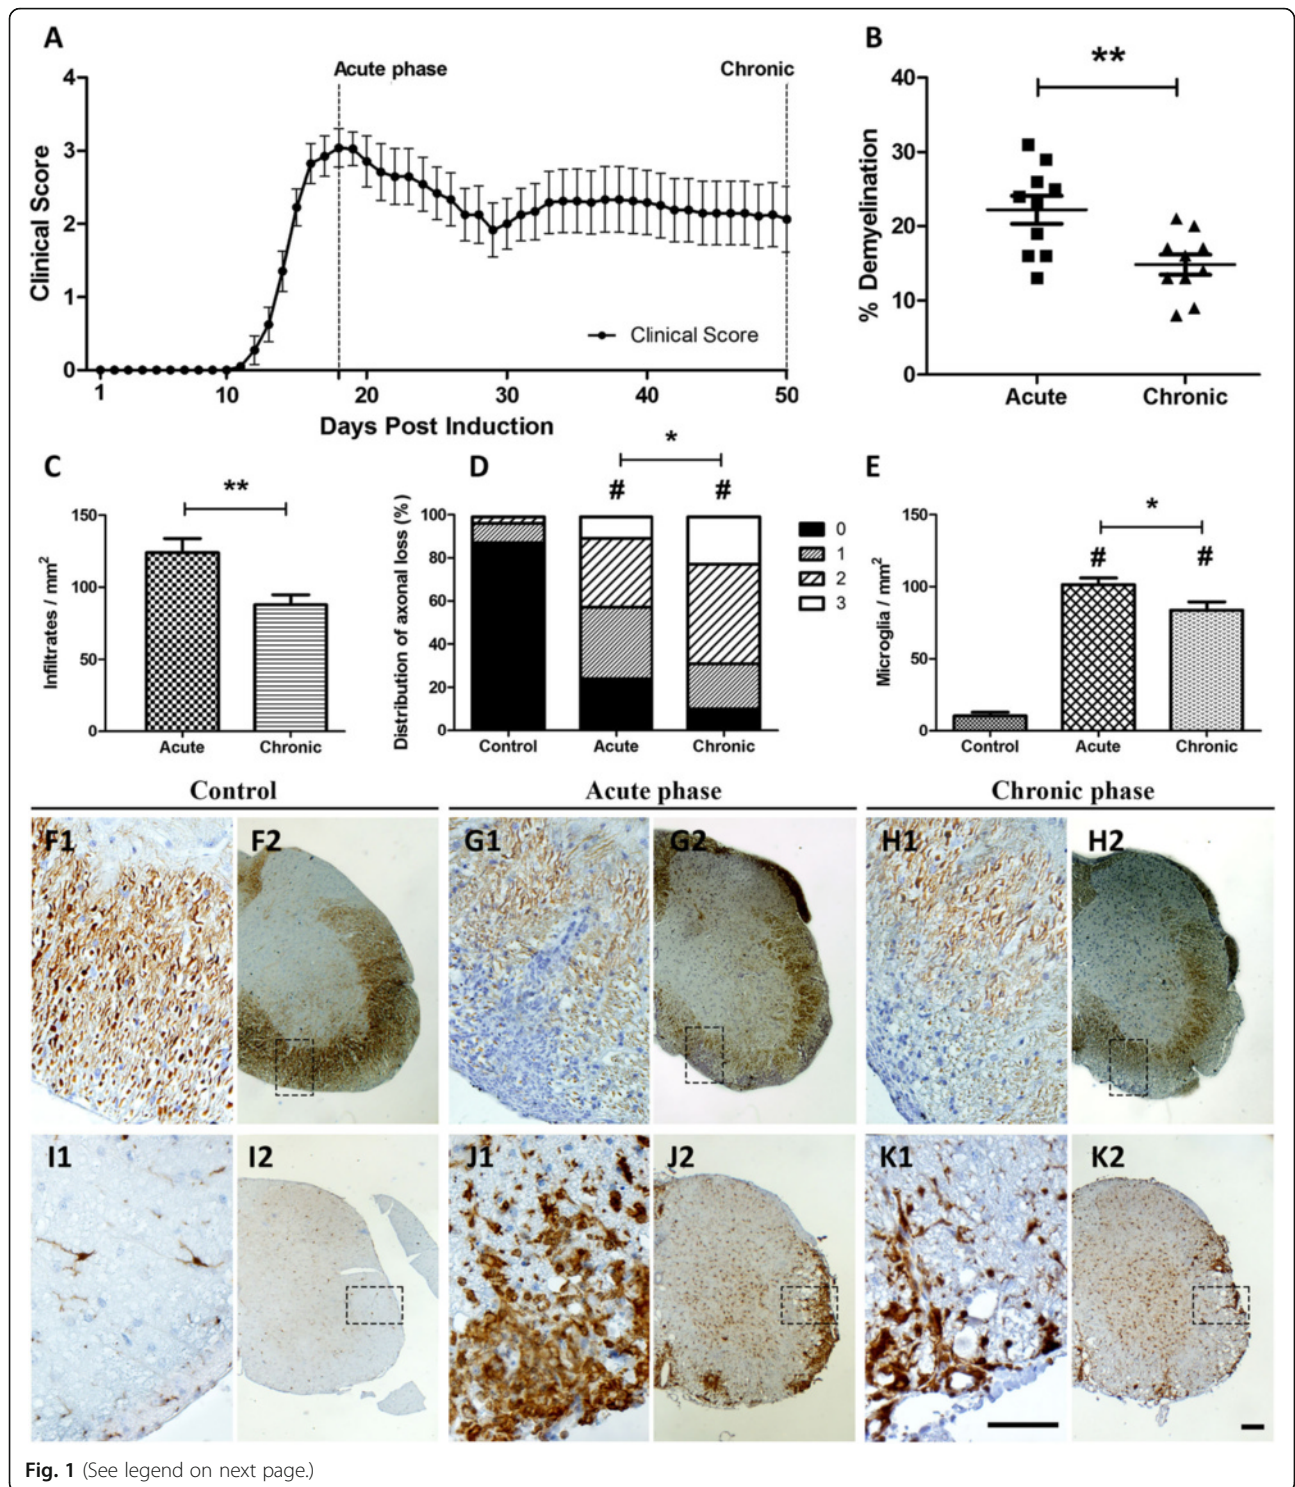 A
Acute phase
Chronic
4
3
2
1
0
Clinical Score
Clinical Score
1
10
20
30
40
50
Days Post Induction
B
**
40
30
20
10
0
% Demyelination
Acute
Chronic
C
**
150
100
50
0
Infiltrates / mm²
Acute
Chronic
D
*
#
#
100
80
60
40
20
0
Distribution of axonal loss (%)
Control
Acute
Chronic
0
1
2
3
E
*
#
#
150
100
50
0
Microglia / mm²
Control
Acute
Chronic
Control
Acute phase
Chronic phase
F1
F2
G1
G2
H1
H2
I1
I2
J1
J2
K1
K2
Fig. 1 (See legend on next page.)